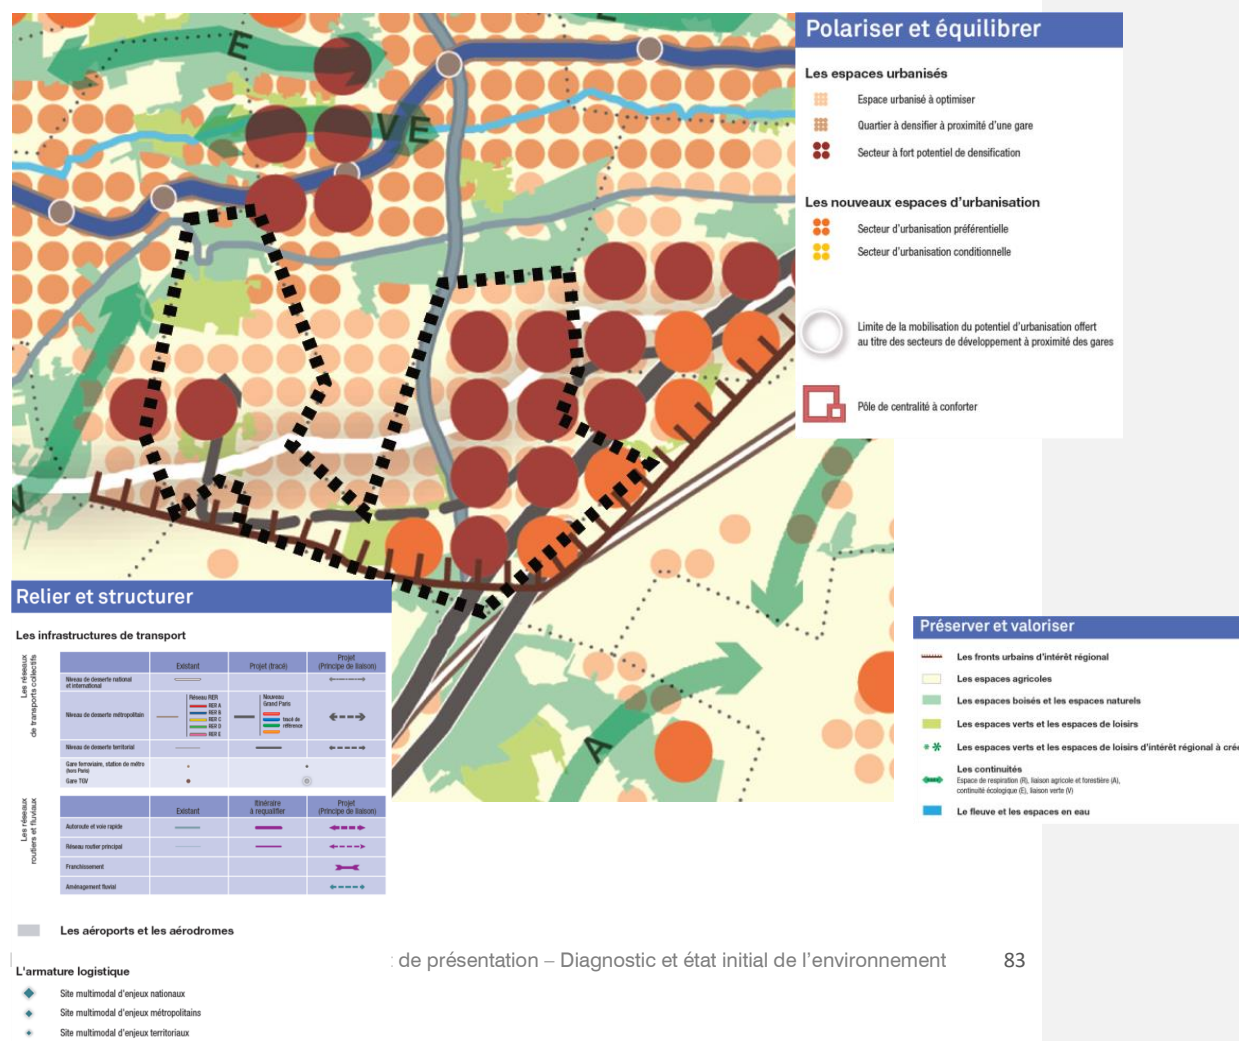 E
VE
A
Polariser et équilibrer
Les espaces urbanisés
Espace urbanisé à optimiser
Quartier à densifier à proximité d'une gare
Secteur à fort potentiel de densification
Les nouveaux espaces d'urbanisation
Secteur d'urbanisation préférentielle
Secteur d'urbanisation conditionnelle
Limite de la mobilisation du potentiel d'urbanisation offert
au titre des secteurs de développement à proximité des gares
Pôle de centralité à conforter
Relier et structurer
Les infrastructures de transport
Les réseaux
de transports collectifs
Existant
Projet (tracé)
Projet
(Principe de liaison)
Niveau de desserte national
et international
Niveau de desserte métropolitain
Réseau RER
RER A
RER B
RER C
RER D
RER E
Nouveau
Grand Paris
tracé de
référence
Niveau de desserte territorial
Gare ferroviaire, station de métro
(hors Paris)
Gare TGV
Les réseaux
routiers et fluviaux
Existant
Itinéraire
à requalifier
Projet
(Principe de liaison)
Autoroute et voie rapide
Réseau routier principal
Franchissement
Aménagement fluvial
Les aéroports et les aérodromes
L'armature logistique
Site multimodal d'enjeux nationaux
Site multimodal d'enjeux métropolitains
Site multimodal d'enjeux territoriaux
Préserver et valoriser
Les fronts urbains d'intérêt régional
Les espaces agricoles
Les espaces boisés et les espaces naturels
Les espaces verts et les espaces de loisirs
Les espaces verts et les espaces de loisirs d'intérêt régional à cré
Les continuités
Espace de respiration (R), liaison agricole et forestière (A),
continuité écologique (E), liaison verte (V)
Le fleuve et les espaces en eau
de présentation – Diagnostic et état initial de l'environnement 83